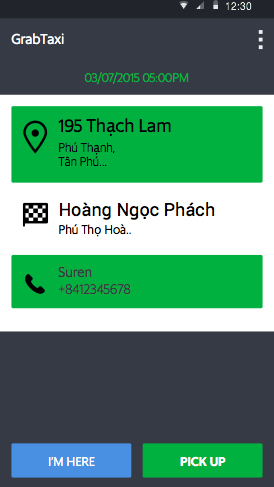 12:30
GrabTaxi
03/07/2015 05:00PM
195 Thạch Lam
Phú Thạnh,
Tân Phú...
Hoàng Ngọc Phách
Phú Thọ Hoà..
Suren
+8412345678
I'M HERE
PICK UP